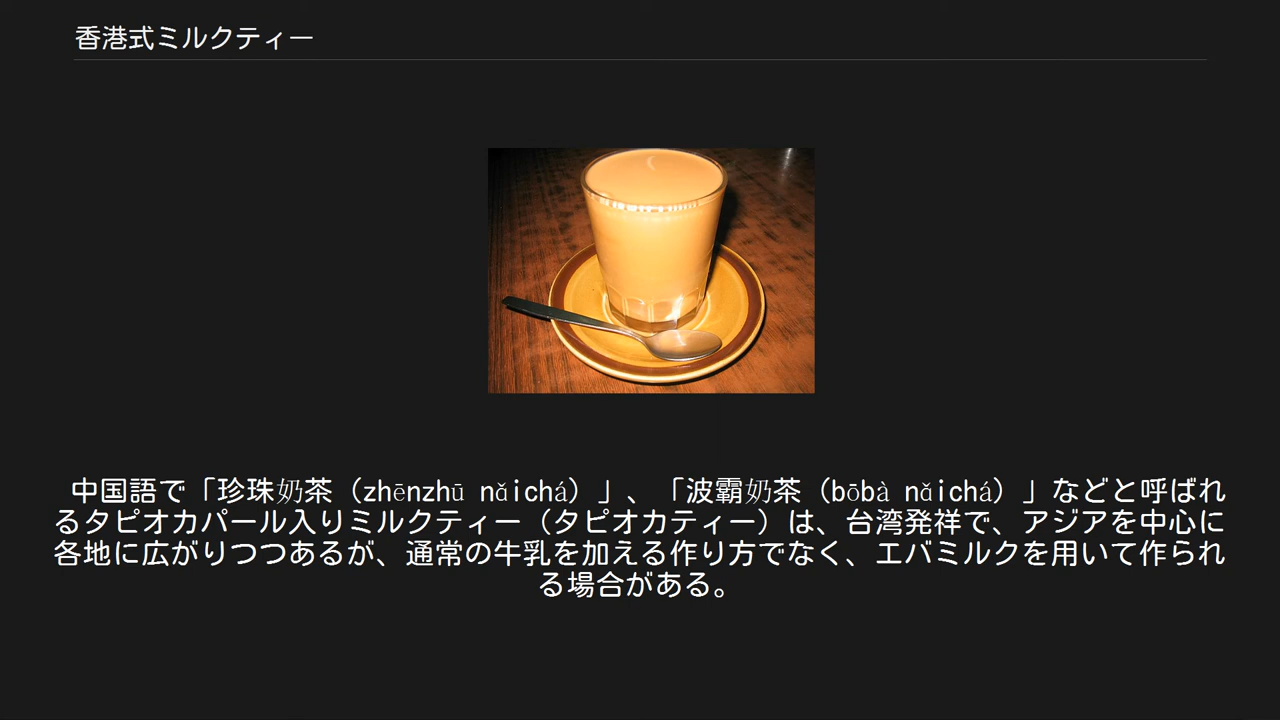 香港式ミルクティー
中国語で「珍珠奶茶（zhēnzhū nǎichá）」、「波霸奶茶（bōbà nǎichá）」などと呼ばれ
るタピオカパール入りミルクティー（タピオカティー）は、台湾発祥で、アジアを中心に
各地に広がりつつあるが、通常の牛乳を加える作り方でなく、エバミルクを用いて作られ
る場合がある。